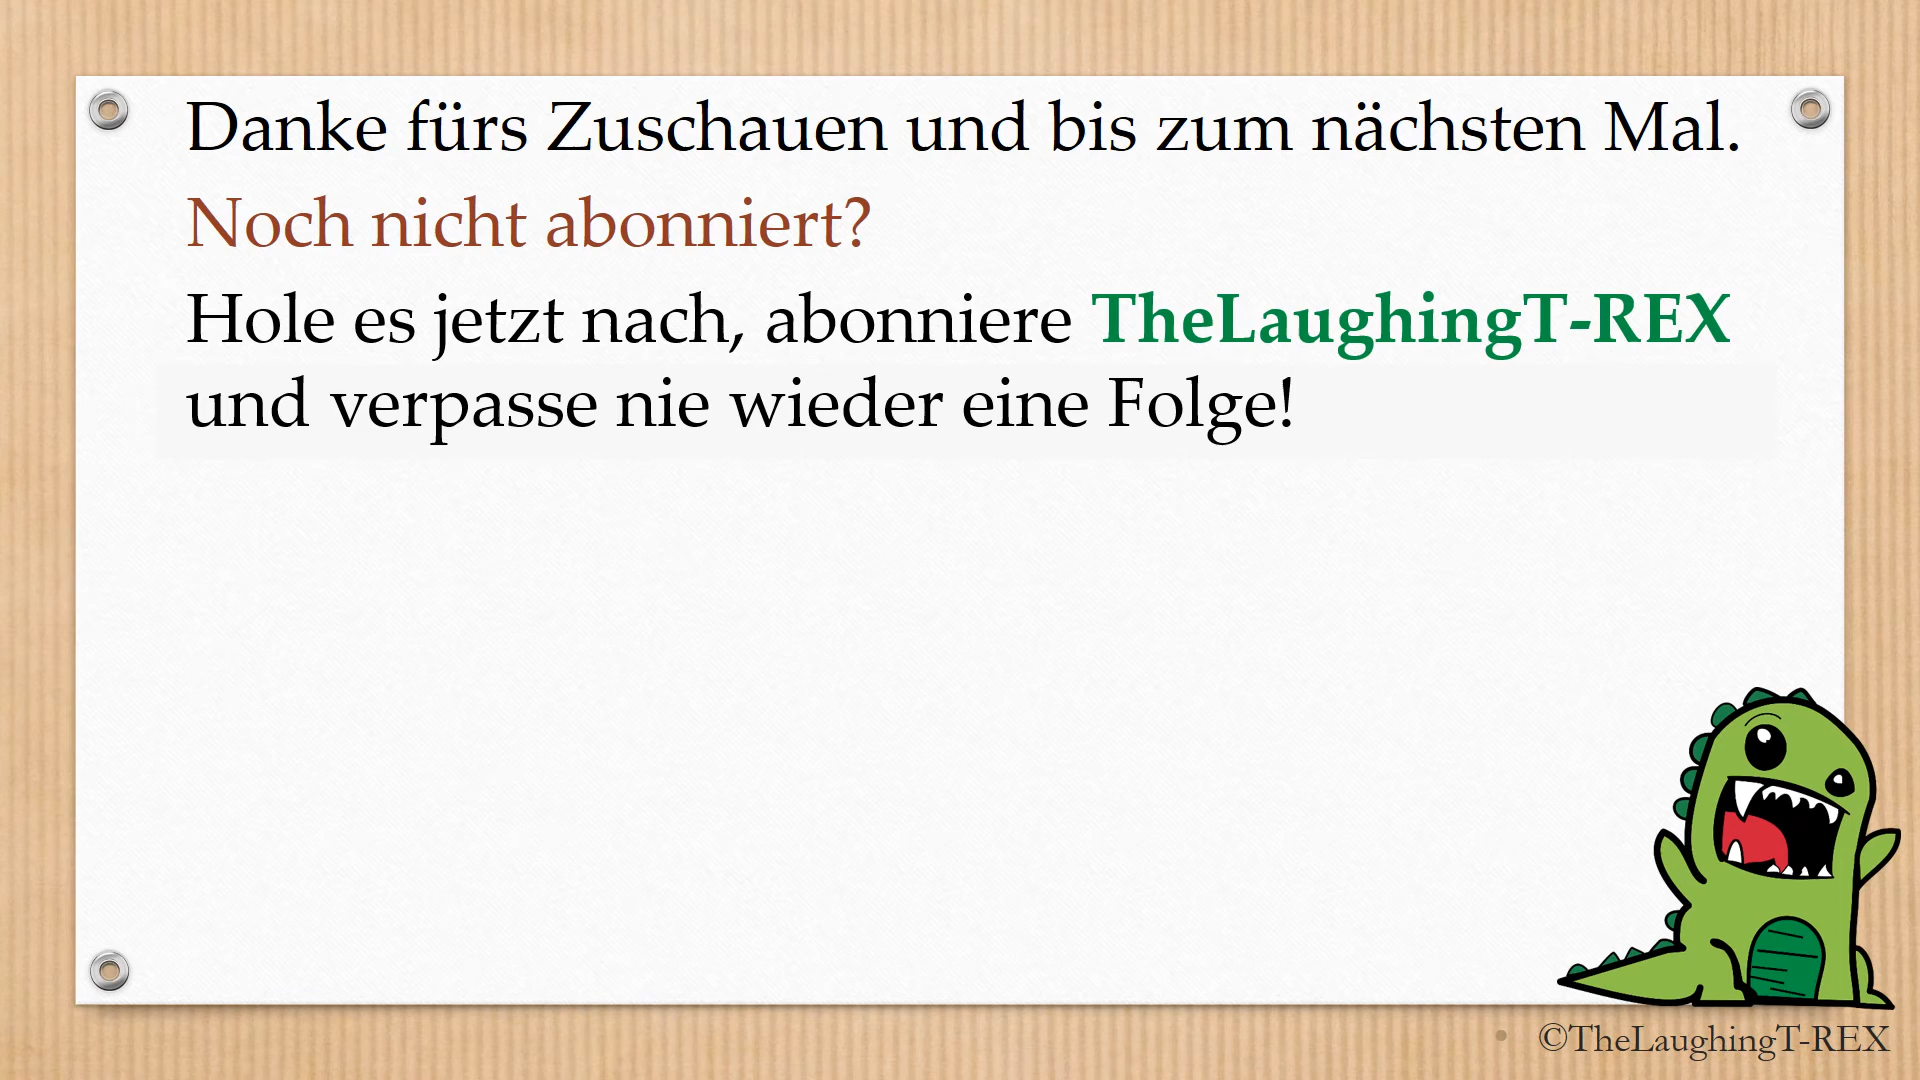 Danke fürs Zuschauen und bis zum nächsten Mal.
Noch nicht abonniert?
Hole es jetzt nach, abonniere TheLaughingT-REX
und verpasse nie wieder eine Folge!
• ©TheLaughingT-REX